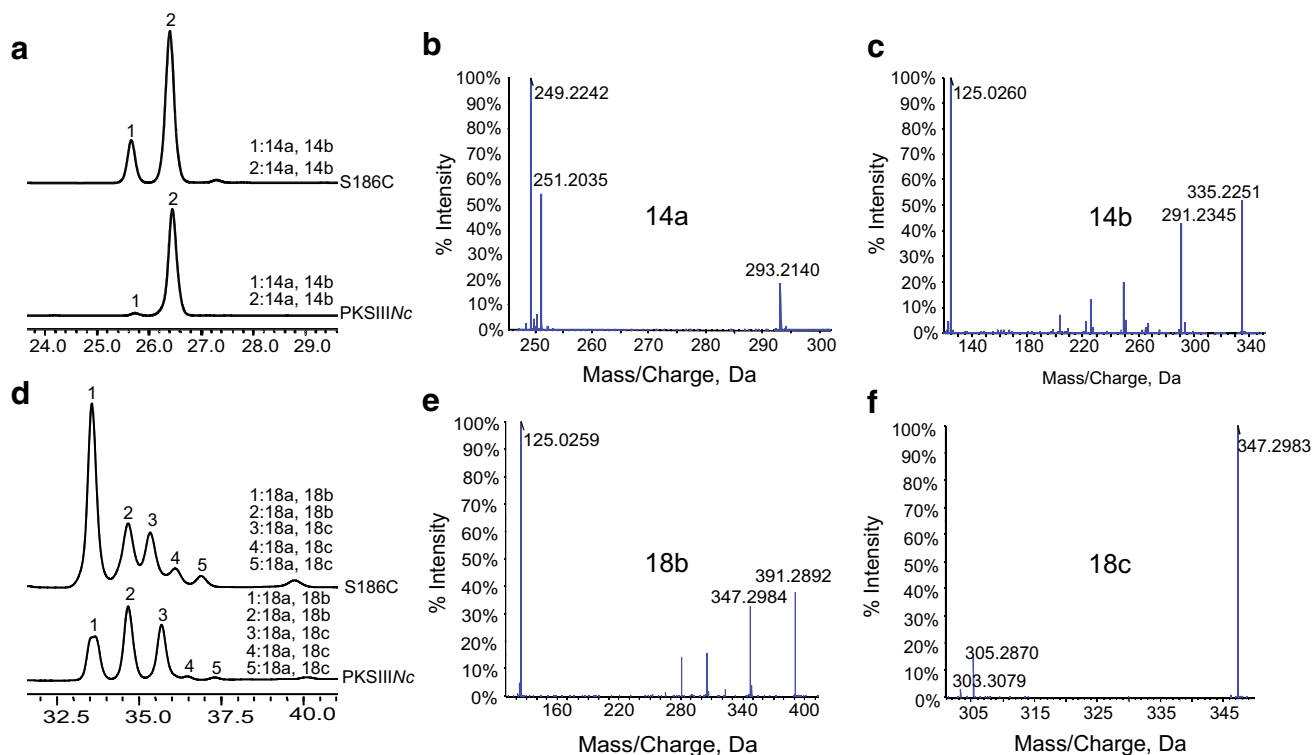 a
1
2
1:14a, 14b
2:14a, 14b
S186C
1
2
1:14a, 14b
2:14a, 14b
PKSIIINc
24.0 25.0 26.0 27.0 28.0 29.0
b
100%
90%
80%
70%
60%
50%
40%
30%
20%
10%
0%
% Intensity
249.2242
251.2035
14a
293.2140
250 260 270 280 293 300
Mass/Charge, Da
c
100%
90%
80%
70%
60%
50%
40%
30%
20%
10%
0%
% Intensity
125.0260
14b
335.2251
291.2345
140 180 220 260 300 340
Mass/Charge, Da
d
1
2
3
4
5
1:18a, 18b
2:18a, 18b
3:18a, 18c
4:18a, 18c
5:18a, 18c
S186C
1
2
3
4
5
1:18a, 18b
2:18a, 18b
3:18a, 18c
4:18a, 18c
5:18a, 18c
PKSIIINc
32.5 35.0 37.5 40.0
e
100%
90%
80%
70%
60%
50%
40%
30%
20%
10%
0%
% Intensity
125.0259
18b
391.2892
347.2984
160 220 280 340 400
Mass/Charge, Da
f
100%
90%
80%
70%
60%
50%
40%
30%
20%
10%
0%
% Intensity
347.2983
18c
305.2870
303.3079
305 315 325 335 345
Mass/Charge, Da